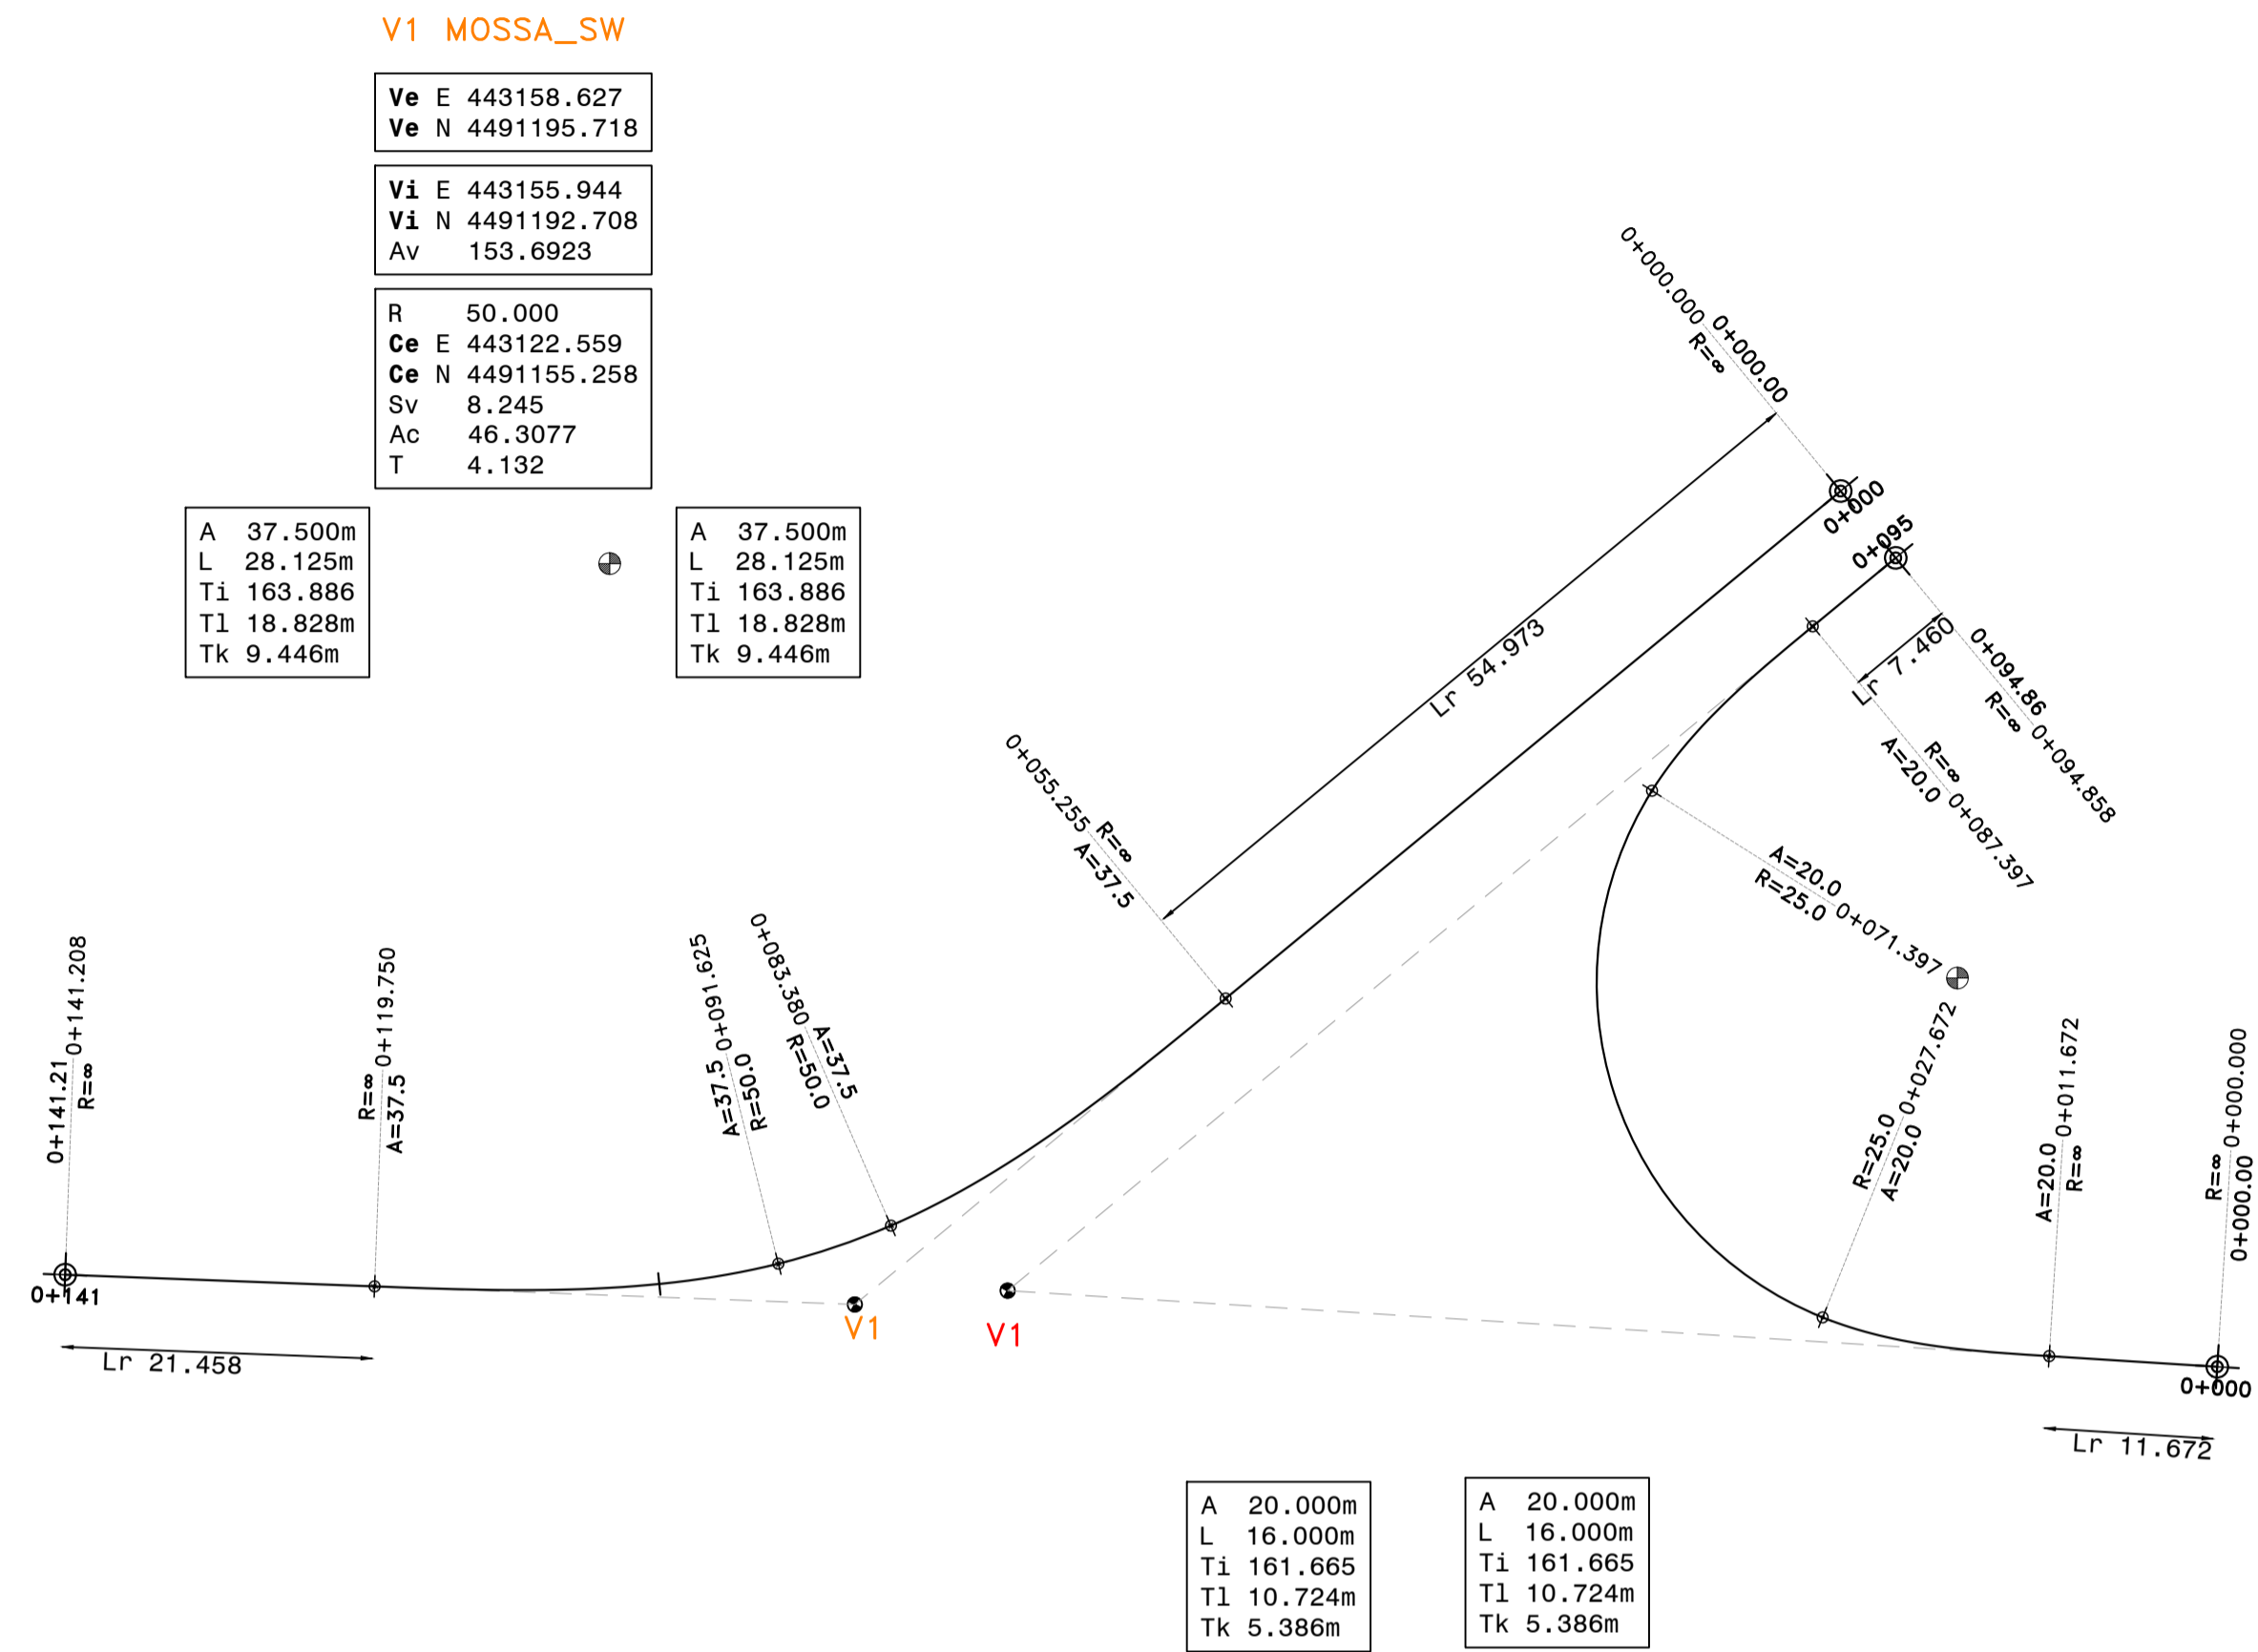 V1 MOSSA_SW
Ve E 443158.627
Ve N 4491195.718
Vi E 443155.944
Vi N 4491192.708
Av 153.6923
R 50.000
Ce E 443122.559
Ce N 4491155.258
Sv 8.245
Ac 46.3077
T 4.132
A 37.500m
L 28.125m
Ti 163.886
Tl 18.828m
Tk 9.446m
A 37.500m
L 28.125m
Ti 163.886
Tl 18.828m
Tk 9.446m
0+000.000
R=∞
0+000.00
0+000
0+095
Lr 54.973
Lr 7.460
0+094.86
R=∞
0+094.858
R=∞
A=20.0
0+087.397
0+055.255
R=∞
A=37.5
A=20.0
R=25.0
0+071.397
0+141.208
0+141.21
R=∞
0+141
0+119.750
R=∞
A=37.5
0+091.625
A=37.5
R=50.0
0+083.380
A=37.5
R=50.0
0+027.672
R=25.0
A=20.0
0+011.672
A=20.0
R=∞
0+000.000
R=∞
0+000.00
0+000
V1
V1
Lr 21.458
Lr 11.672
A 20.000m
L 16.000m
Ti 161.665
Tl 10.724m
Tk 5.386m
A 20.000m
L 16.000m
Ti 161.665
Tl 10.724m
Tk 5.386m